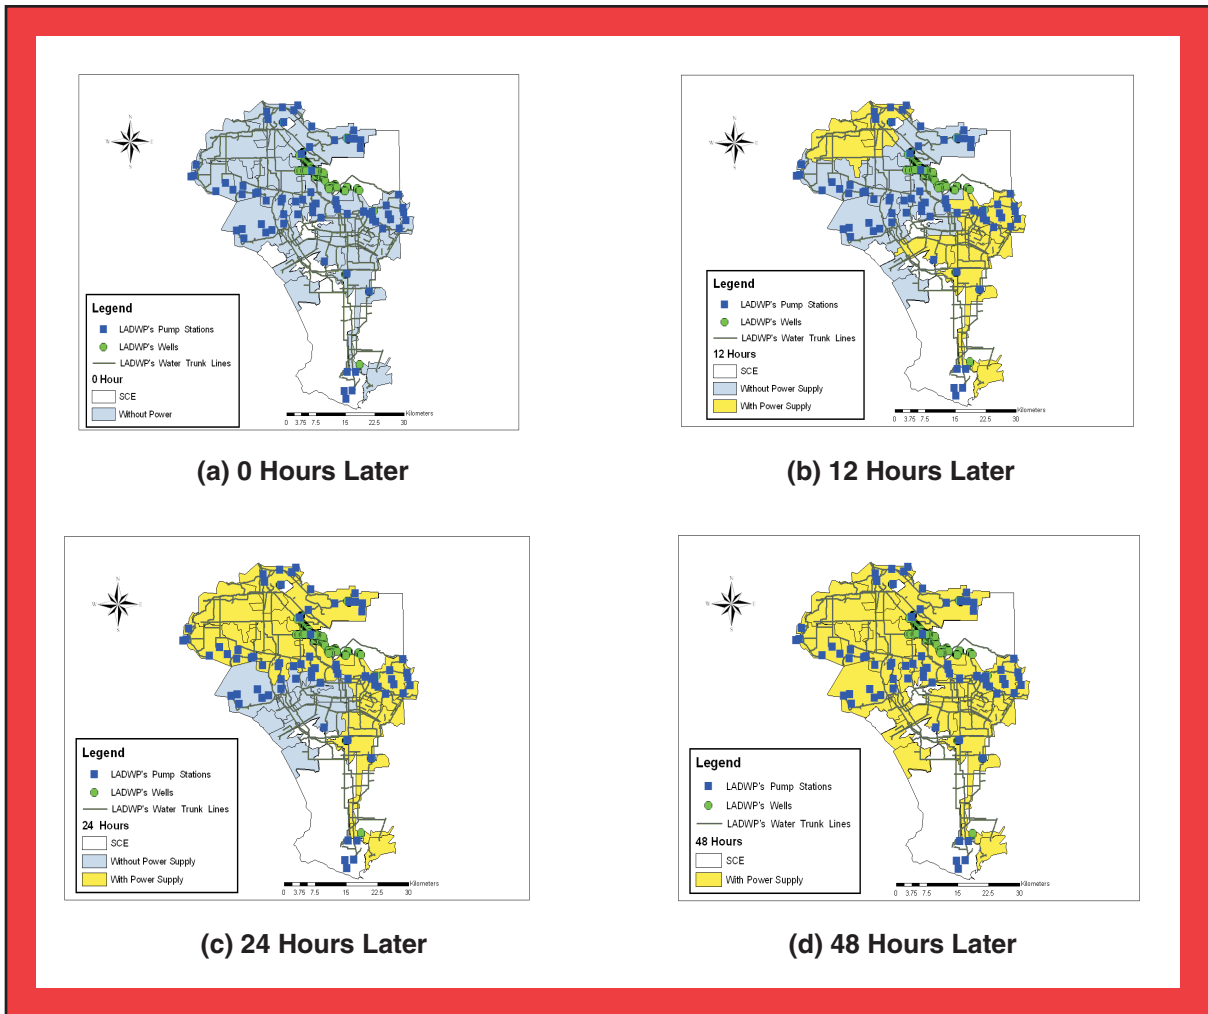 N
W
E
S
Legend
LADWP's Pump Stations
LADWP's Wells
LADWP's Water Trunk Lines
0 Hour
SCE
Without Power
Kilometers
0 3.75 7.5 15 22.5 30
(a) 0 Hours Later
N
W
E
S
Legend
LADWP's Pump Stations
LADWP's Wells
LADWP's Water Trunk Lines
12 Hours
SCE
Without Power Supply
With Power Supply
Kilometers
0 3.75 7.5 15 22.5 30
(b) 12 Hours Later
N
W
E
S
Legend
LADWP's Pump Stations
LADWP's Wells
LADWP's Water Trunk Lines
24 Hours
SCE
Without Power Supply
With Power Supply
Kilometers
0 3.75 7.5 15 22.5 30
(c) 24 Hours Later
N
W
E
S
Legend
LADWP's Pump Stations
LADWP's Wells
LADWP's Water Trunk Lines
48 Hours
SCE
With Power Supply
Kilometers
0 3.75 7.5 15 22.5 30
(d) 48 Hours Later